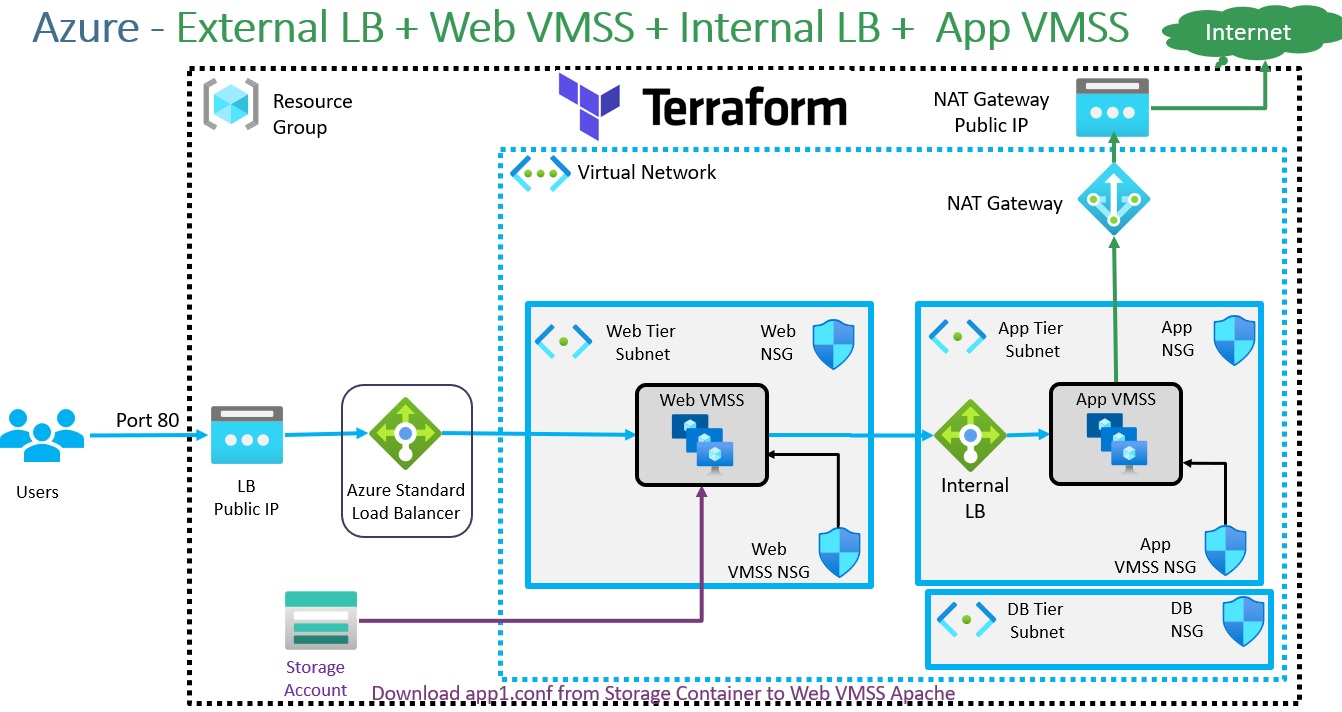 Azure - External LB + Web VMSS + Internal LB + App VMSS
Internet
Resource
Group
Terraform
NAT Gateway
Public IP
Virtual Network
NAT Gateway
Web Tier
Subnet
Web
NSG
App Tier
Subnet
App
NSG
Web VMSS
App VMSS
Port 80
Users
LB
Public IP
Azure Standard
Load Balancer
Internal
LB
Web
VMSS NSG
App
VMSS NSG
DB Tier
Subnet
DB
NSG
Storage
Account
Download app1.conf from Storage Container to Web VMSS Apache